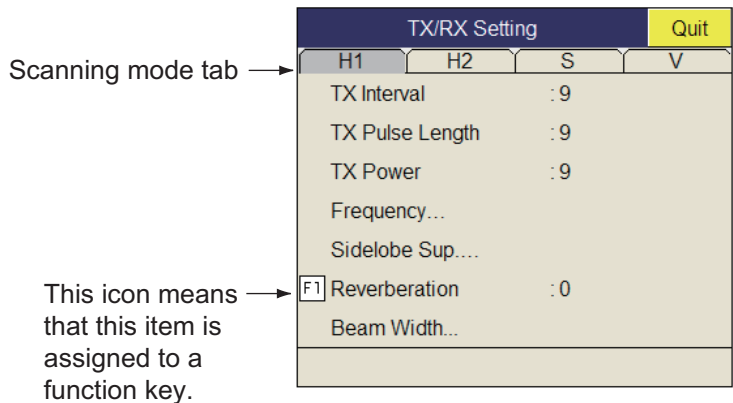 TX/RX Setting Quit
Scanning mode tab
H1 H2 S V
TX Interval : 9
TX Pulse Length : 9
TX Power : 9
Frequency...
Sidelobe Sup....
F1 Reverberation : 0
Beam Width...
This icon means
that this item is
assigned to a
function key.